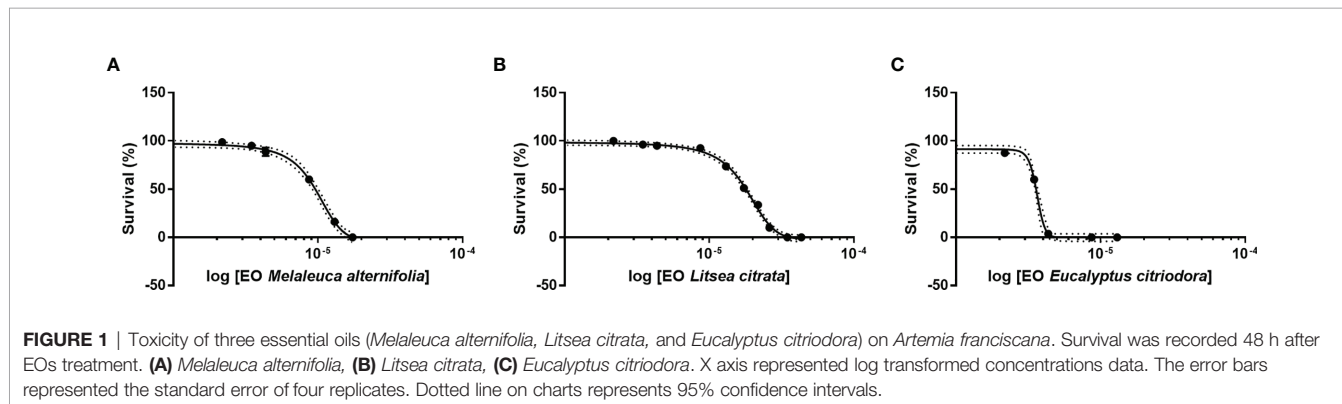 A
B
C
150
100
50
0
-50
Survival (%)
10⁻⁵
10⁻⁴
log [EO Melaleuca alternifolia]
150
100
50
0
-50
Survival (%)
10⁻⁵
10⁻⁴
log [EO Litsea citrata]
150
100
50
0
-50
Survival (%)
10⁻⁵
10⁻⁴
log [EO Eucalyptus citriodora]
FIGURE 1 | Toxicity of three essential oils (Melaleuca alternifolia, Litsea citrata, and Eucalyptus citriodora) on Artemia franciscana. Survival was recorded 48 h after
EOs treatment. (A) Melaleuca alternifolia, (B) Litsea citrata, (C) Eucalyptus citriodora. X axis represented log transformed concentrations data. The error bars
represented the standard error of four replicates. Dotted line on charts represents 95% confidence intervals.